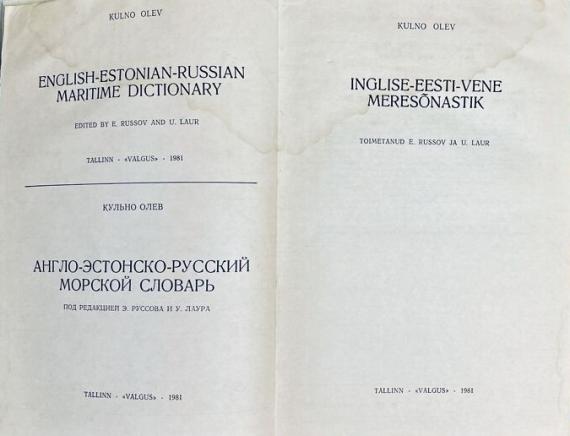 KULNO OLEV
ENGLISH-ESTONIAN-RUSSIAN
MARITIME DICTIONARY
EDITED BY E. RUSSOV AND U. LAUR
TALLINN - «VALGUS» - 1981
КУЛЬНО ОЛЕВ
АНГЛО-ЭСТОНСКО-РУССКИЙ
МОРСКОЙ СЛОВАРЬ
ПОД РЕДАКЦИЕЙ Э. РУССОВА И У. ЛАУРА
TALLINN - «VALGUS» - 1981
KULNO OLEV
INGLISE-EESTI-VENE
MERESÕNASTIK
TOIMETANUD E. RUSSOV JA U. LAUR
TALLINN - «VALGUS» - 1981